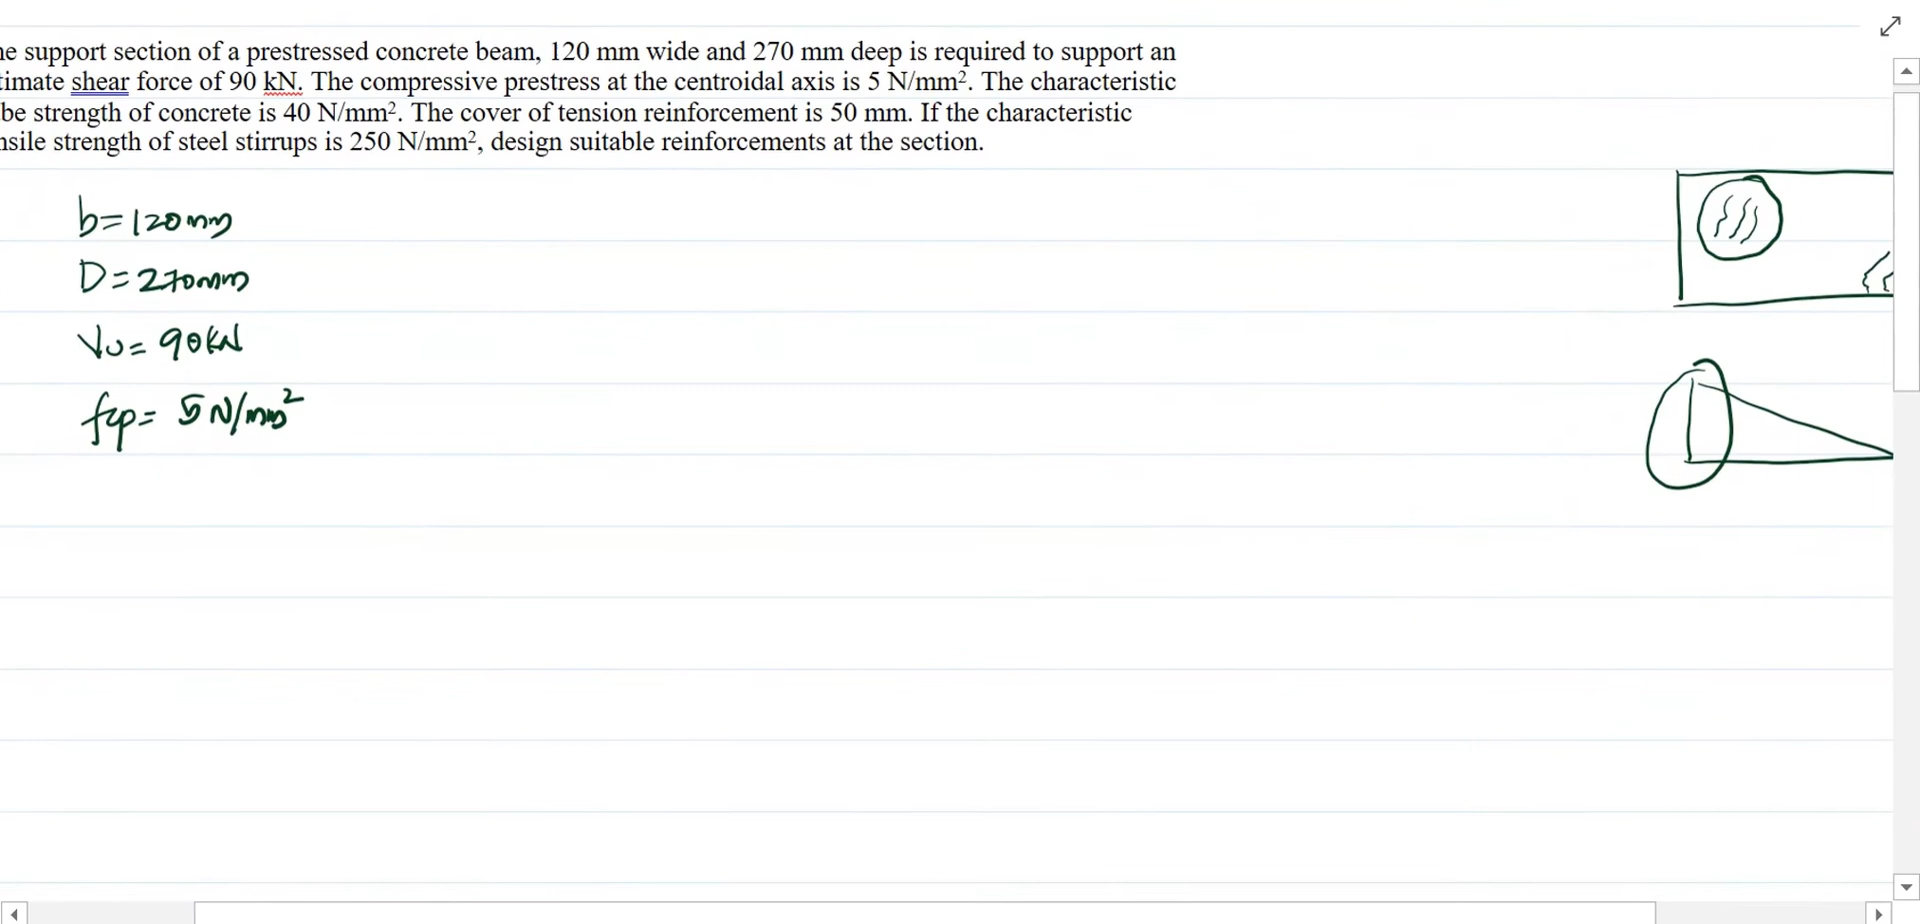 he support section of a prestressed concrete beam, 120 mm wide and 270 mm deep is required to support an
timate shear force of 90 kN. The compressive prestress at the centroidal axis is 5 N/mm². The characteristic
be strength of concrete is 40 N/mm². The cover of tension reinforcement is 50 mm. If the characteristic
nsile strength of steel stirrups is 250 N/mm², design suitable reinforcements at the section.
b=120mm
D=270mm
Vu=90kN
fcp=5N/mm²